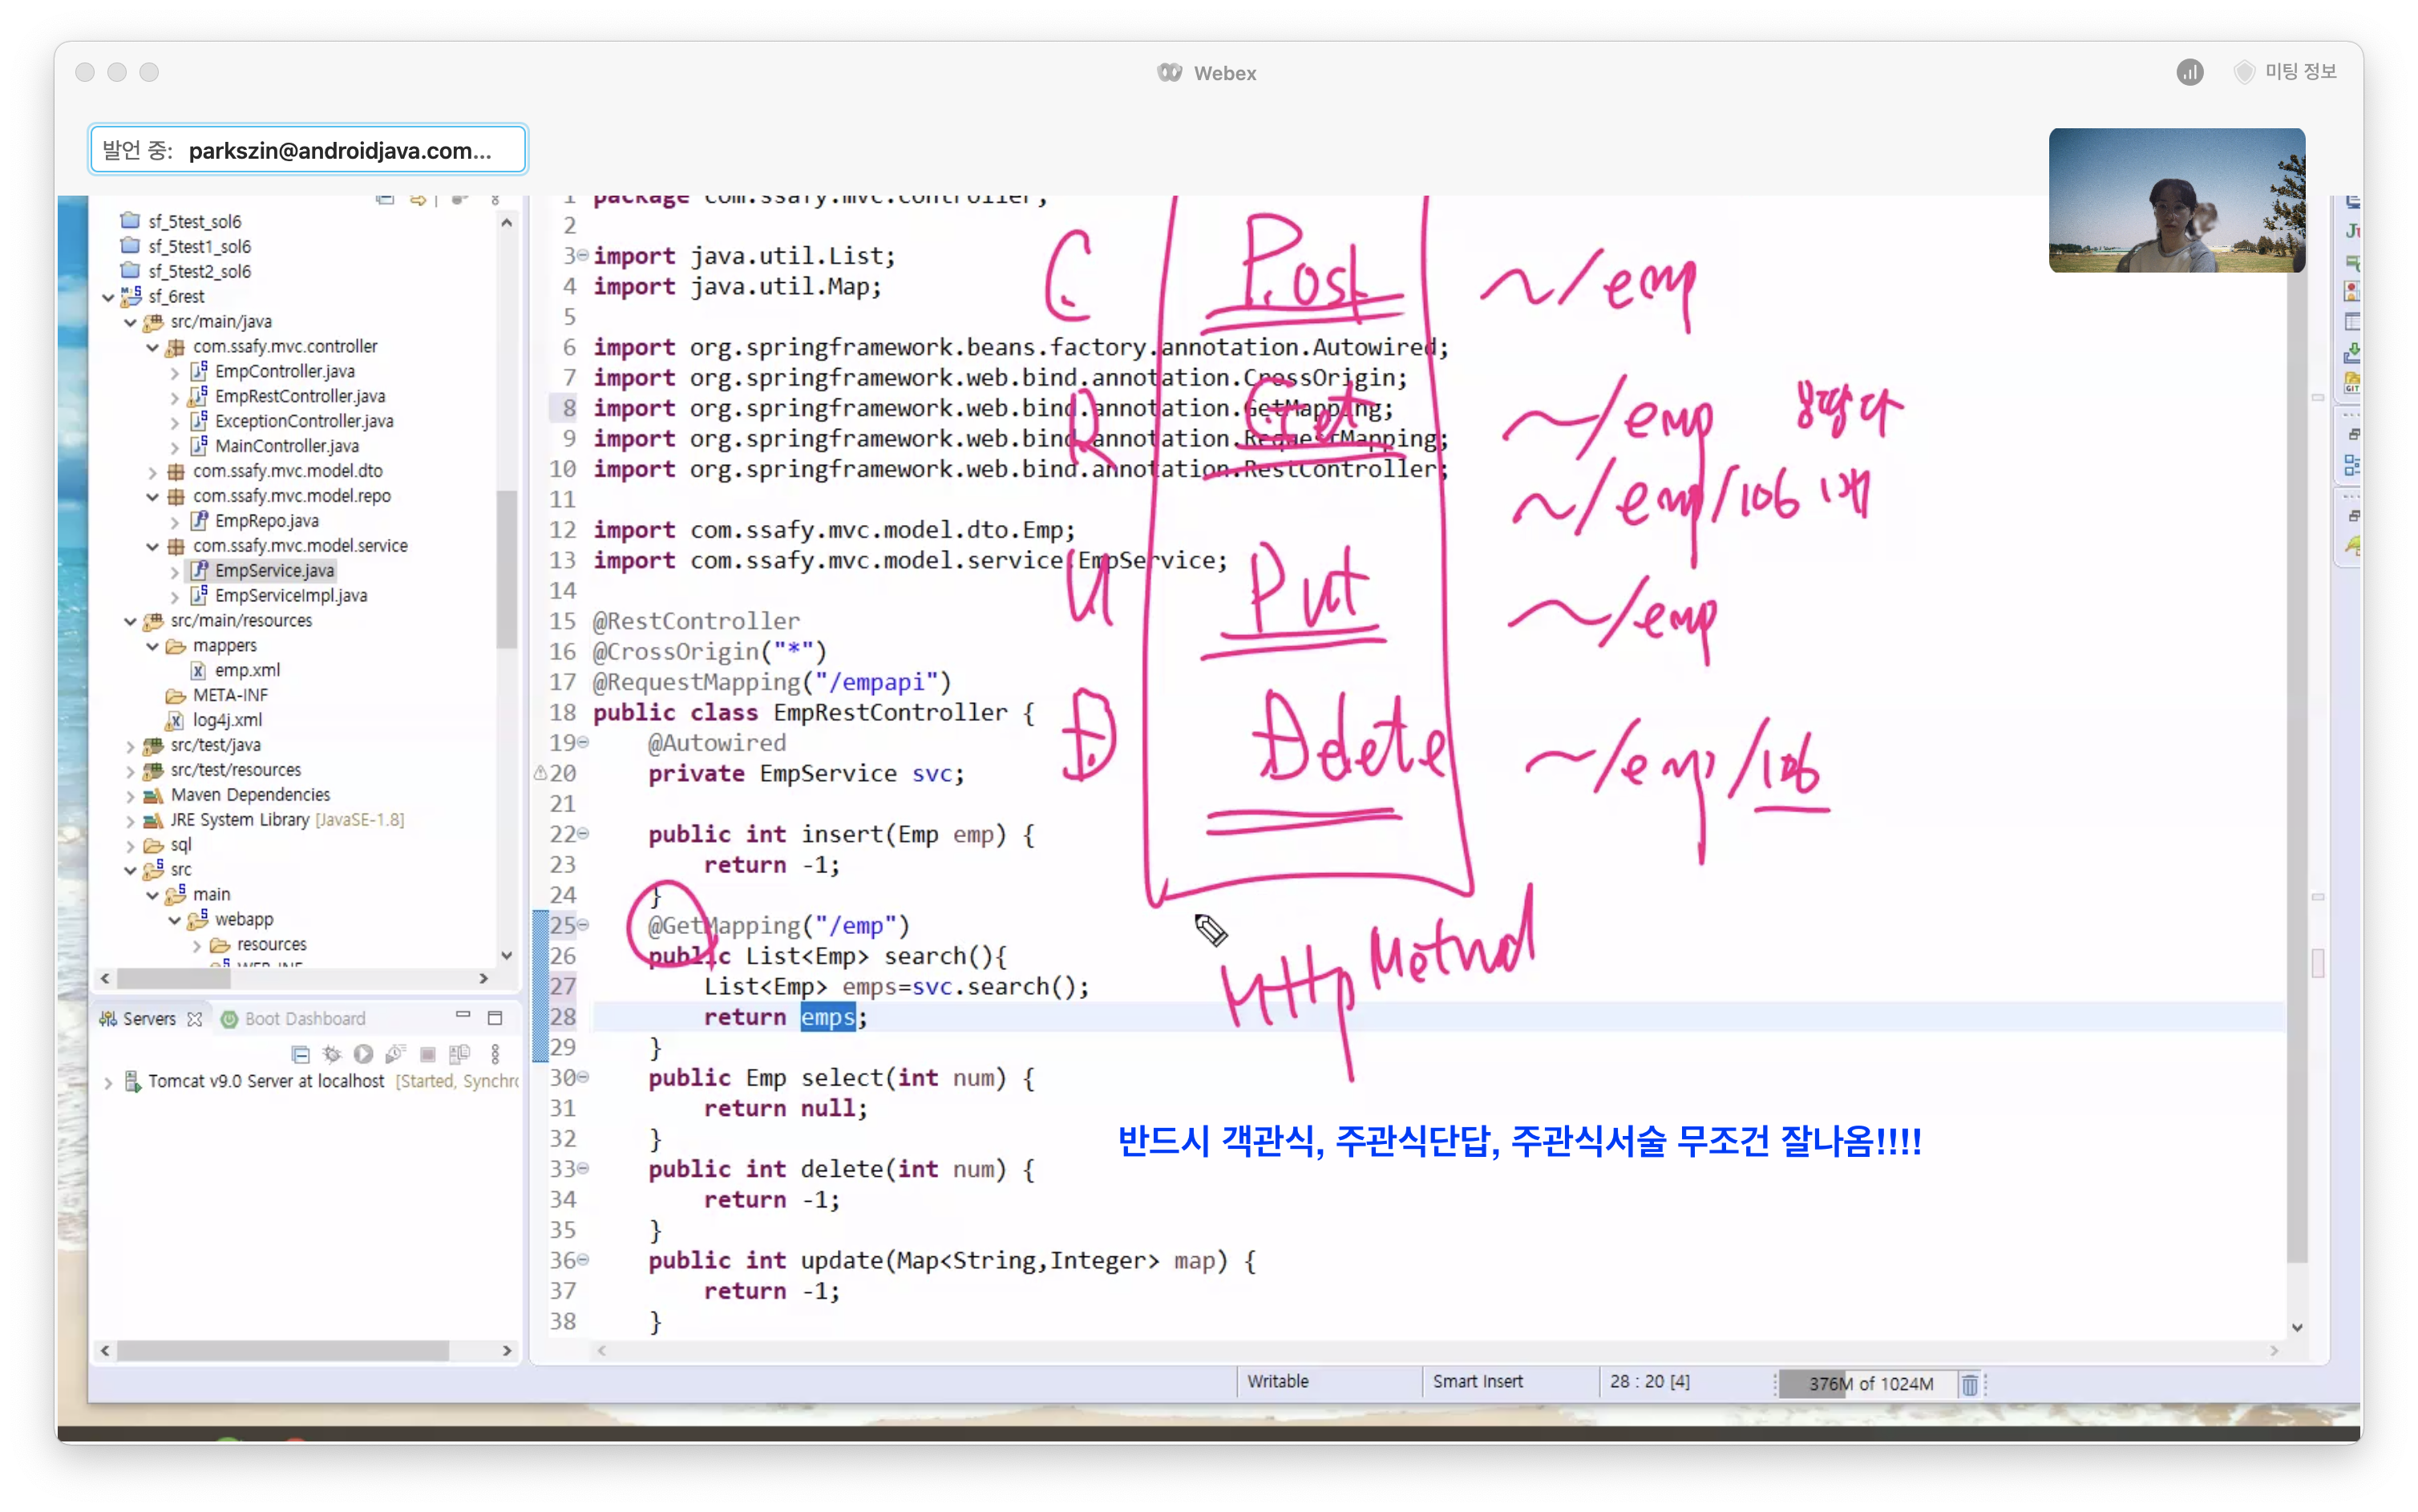 Webex
미팅 정보
발언 중: parkszin@androidjava.com...
sf_5test_sol6
sf_5test1_sol6
sf_5test2_sol6
sf_6rest
src/main/java
com.ssafy.mvc.controller
EmpController.java
EmpRestController.java
ExceptionController.java
MainController.java
com.ssafy.mvc.model.dto
com.ssafy.mvc.model.repo
EmpRepo.java
com.ssafy.mvc.model.service
EmpService.java
EmpServiceImpl.java
src/main/resources
mappers
emp.xml
META-INF
log4j.xml
src/test/java
src/test/resources
Maven Dependencies
JRE System Library [JavaSE-1.8]
sql
src
main
webapp
resources
WEB-INF
Servers
Boot Dashboard
Tomcat v9.0 Server at localhost [Started, Synchro
1 package com.ssafy.mvc.controller;
2
3 import java.util.List;
4 import java.util.Map;
5
6 import org.springframework.beans.factory.annotation.Autowired;
7 import org.springframework.web.bind.annotation.CrossOrigin;
8 import org.springframework.web.bind.annotation.GetMapping;
9 import org.springframework.web.bind.annotation.RequestMapping;
10 import org.springframework.web.bind.annotation.RestController;
11
12 import com.ssafy.mvc.model.dto.Emp;
13 import com.ssafy.mvc.model.service.EmpService;
14
15 @RestController
16 @CrossOrigin("*")
17 @RequestMapping("/empapi")
18 public class EmpRestController {
19 @Autowired
20 private EmpService svc;
21
22 public int insert(Emp emp) {
23 return -1;
24 }
25 @GetMapping("/emp")
26 public List<Emp> search(){
27 List<Emp> emps=svc.search();
28 return emps;
29 }
30 public Emp select(int num) {
31 return null;
32 }
33 public int delete(int num) {
34 return -1;
35 }
36 public int update(Map<String,Integer> map) {
37 return -1;
38 }
C Post ~/emp
R Get ~/emp
~/emp/106 1개
U Put ~/emp
D Delete ~/emp/106
Http Method
반드시 객관식, 주관식단답, 주관식서술 무조건 잘나옴!!!!
Writable
Smart Insert
28 : 20 [4]
376M of 1024M